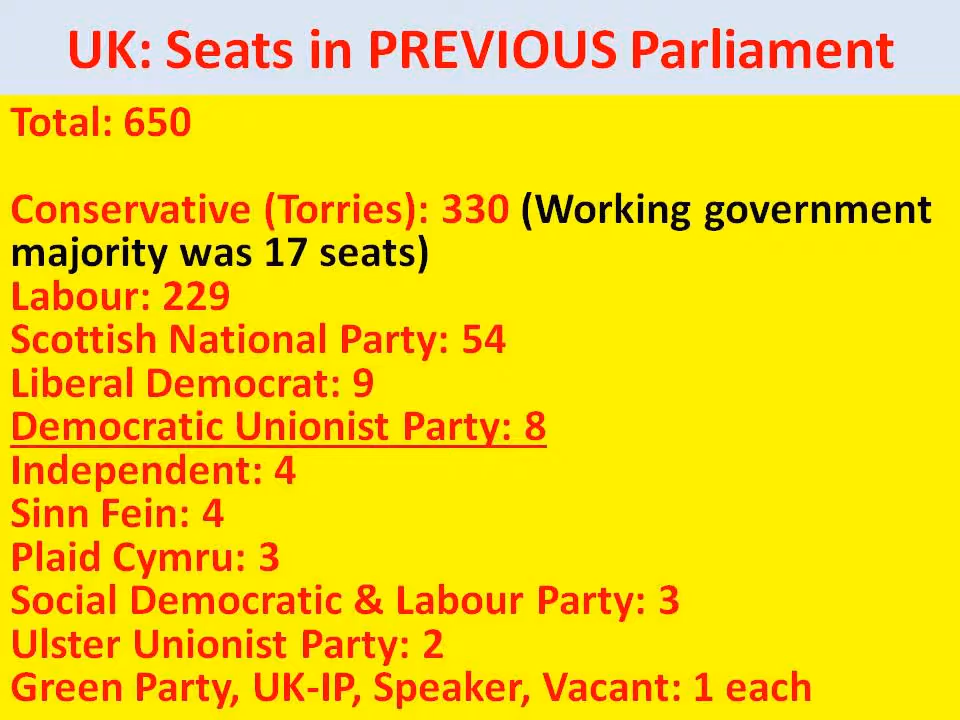 UK: Seats in PREVIOUS Parliament
Total: 650
Conservative (Torries): 330 (Working government
majority was 17 seats)
Labour: 229
Scottish National Party: 54
Liberal Democrat: 9
Democratic Unionist Party: 8
Independent: 4
Sinn Fein: 4
Plaid Cymru: 3
Social Democratic & Labour Party: 3
Ulster Unionist Party: 2
Green Party, UK-IP, Speaker, Vacant: 1 each